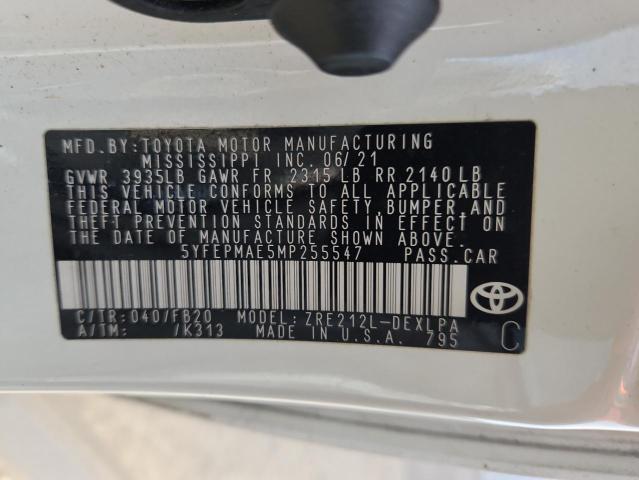 MFD. BY: TOYOTA MOTOR MANUFACTURING
MISSISSIPPI INC. 06/21
GVWR 3935LB GAWR FR 2315 LB RR 2140 LB
THIS VEHICLE CONFORMS TO ALL APPLICABLE
FEDERAL MOTOR VEHICLE SAFETY, BUMPER, AND
THEFT PREVENTION STANDARDS IN EFFECT ON
THE DATE OF MANUFACTURE SHOWN ABOVE.
5YFEPMAE5MP255547 PASS. CAR
C/TR: 040/FB20 MODEL: ZRE212L-DEXLPA
A/TM: /K313 MADE IN U.S.A. 795
C